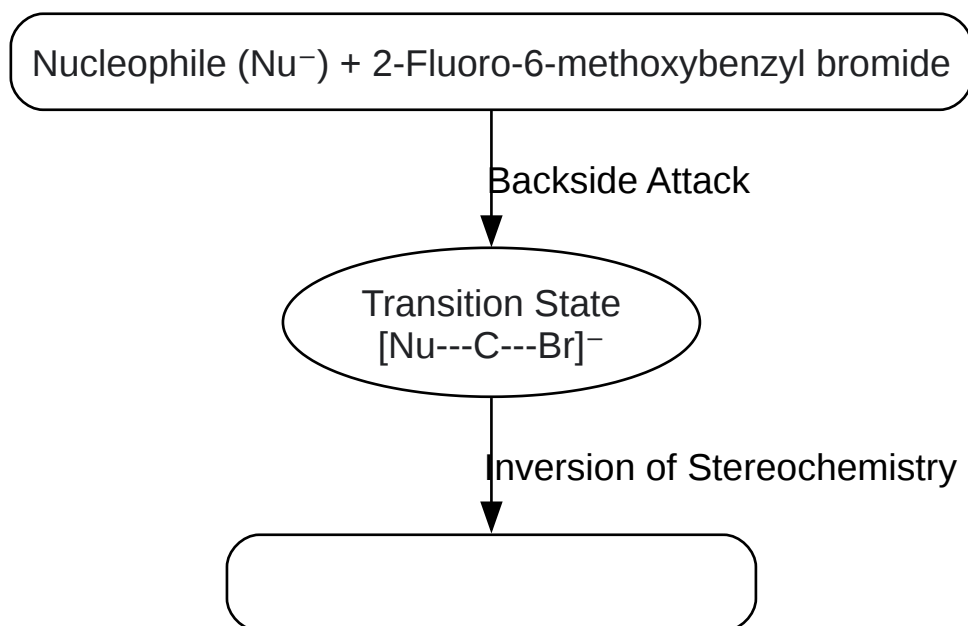 Nucleophile (Nu⁻) + 2-Fluoro-6-methoxybenzyl bromide
Backside Attack
Transition State
[Nu---C---Br]⁻
Inversion of Stereochemistry